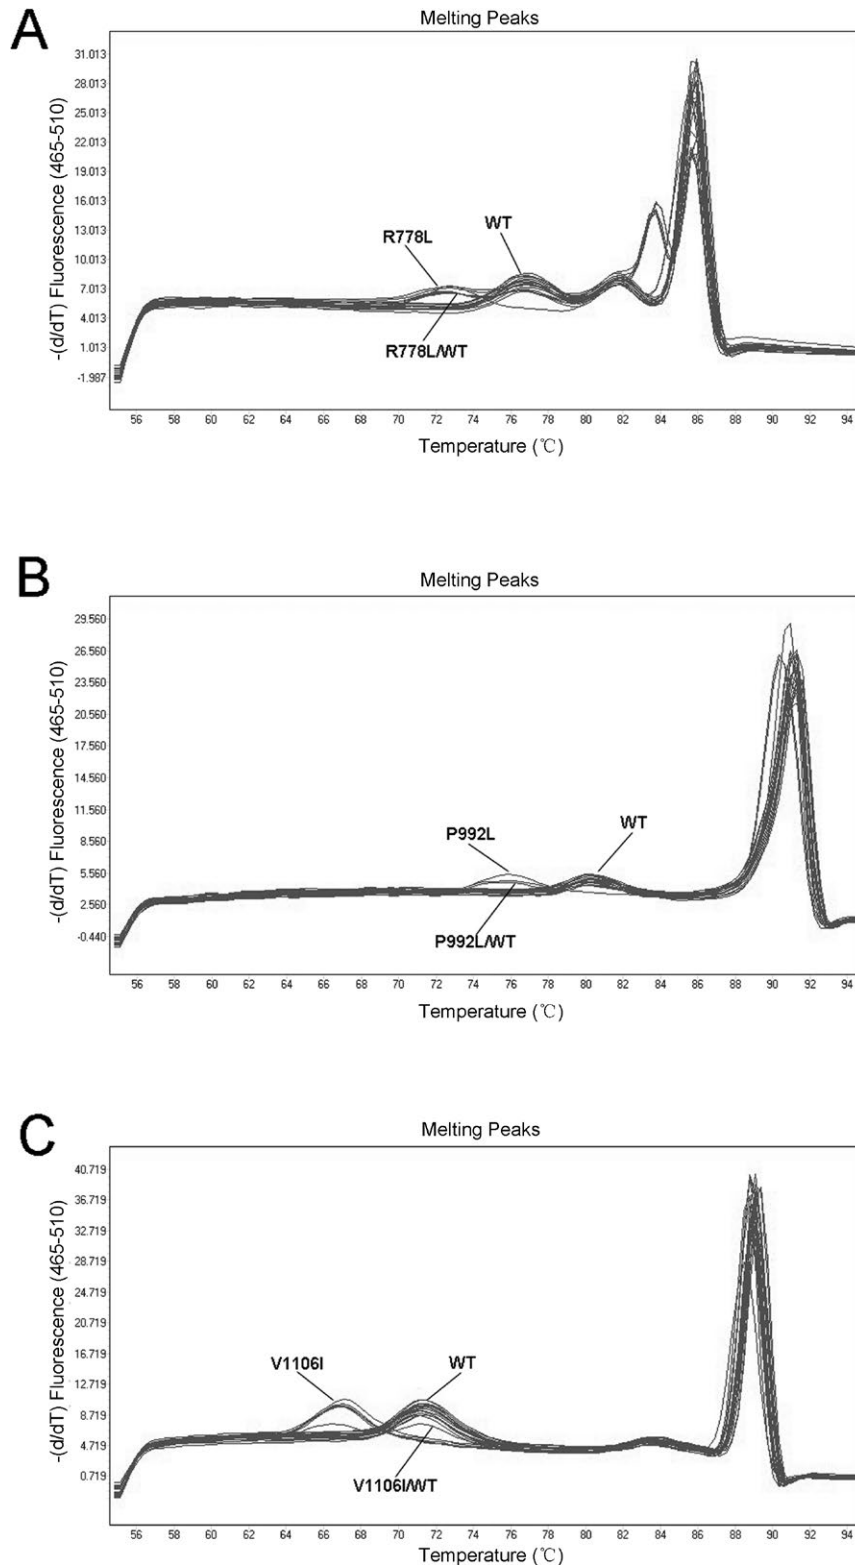 A
Melting Peaks
-(d/dT) Fluorescence (465-510)
31.013
28.013
25.013
22.013
19.013
16.013
13.013
10.013
7.013
4.013
1.013
-1.987
R778L
WT
R778L/WT
56 58 60 62 64 66 68 70 72 74 76 78 80 82 84 86 88 90 92 94
Temperature (℃)
B
Melting Peaks
-(d/dT) Fluorescence (465-510)
29.560
26.560
23.560
20.560
17.560
14.560
11.560
8.560
5.560
2.560
-0.440
P992L
WT
P992L/WT
56 58 60 62 64 66 68 70 72 74 76 78 80 82 84 86 88 90 92 94
Temperature (℃)
C
Melting Peaks
-(d/dT) Fluorescence (465-510)
40.719
36.719
32.719
28.719
24.719
20.719
16.719
12.719
8.719
4.719
0.719
V1106I
WT
V1106I/WT
56 58 60 62 64 66 68 70 72 74 76 78 80 82 84 86 88 90 92 94
Temperature (℃)